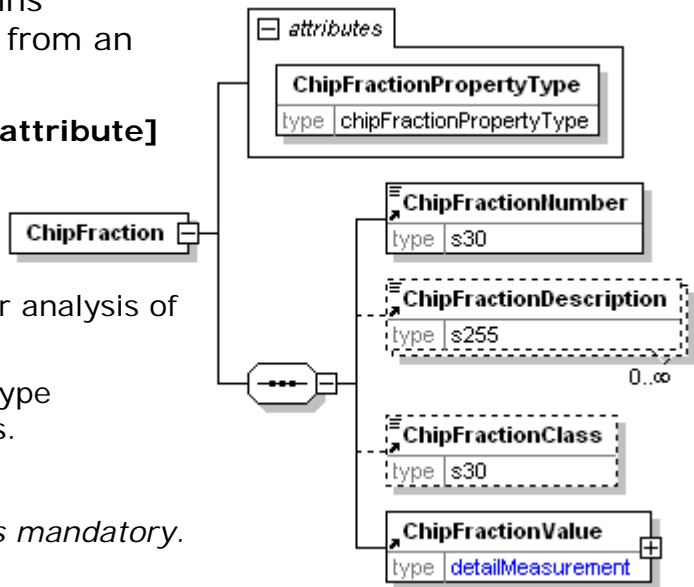 from an
attribute]
r analysis of
ype
s.
s mandatory.
attributes
ChipFractionPropertyType
type chipFractionPropertyType
ChipFraction
ChipFractionNumber
type s30
ChipFractionDescription
type s255
0..∞
ChipFractionClass
type s30
ChipFractionValue
type detailMeasurement